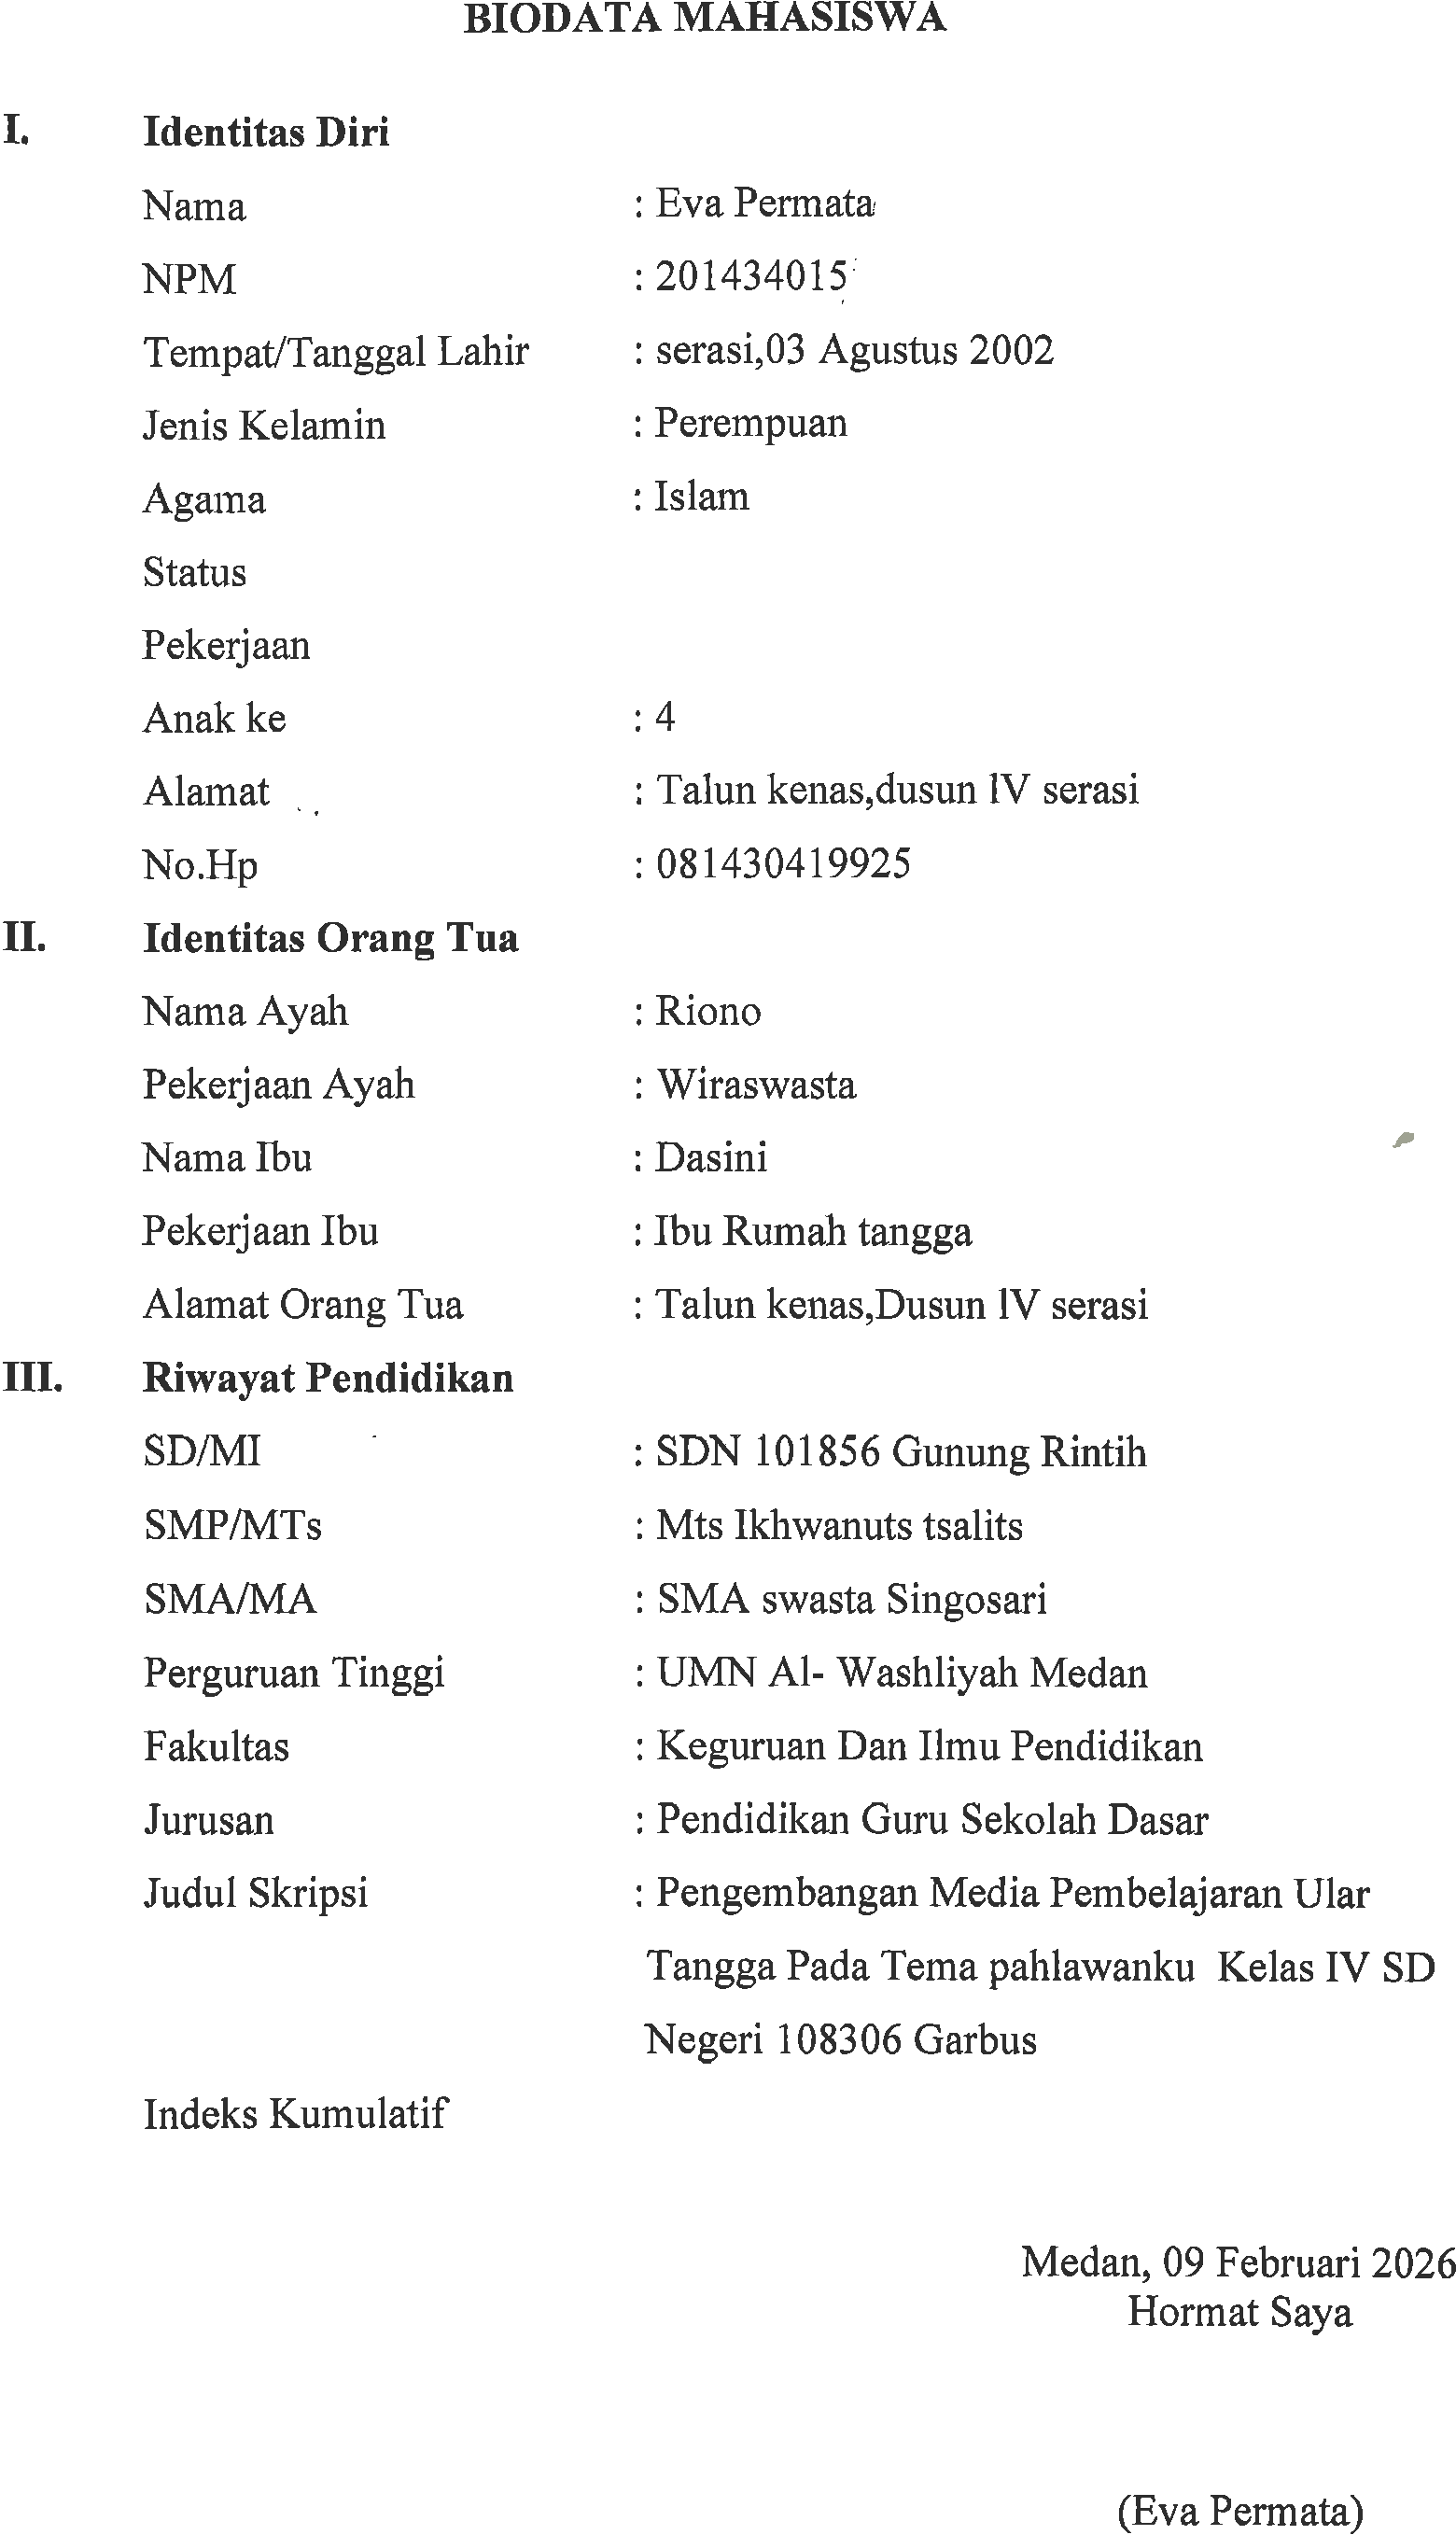 BIODATA MAHASISWA
I. Identitas Diri
Nama : Eva Permata
NPM : 201434015
Tempat/Tanggal Lahir : serasi,03 Agustus 2002
Jenis Kelamin : Perempuan
Agama : Islam
Status
Pekerjaan
Anak ke : 4
Alamat : Talun kenas,dusun lV serasi
No.Hp : 081430419925
II. Identitas Orang Tua
Nama Ayah : Riono
Pekerjaan Ayah : Wiraswasta
Nama Ibu : Dasini
Pekerjaan Ibu : Ibu Rumah tangga
Alamat Orang Tua : Talun kenas,Dusun lV serasi
III. Riwayat Pendidikan
SD/MI : SDN 101856 Gunung Rintih
SMP/MTs : Mts Ikhwanuts tsalits
SMA/MA : SMA swasta Singosari
Perguruan Tinggi : UMN Al- Washliyah Medan
Fakultas : Keguruan Dan Ilmu Pendidikan
Jurusan : Pendidikan Guru Sekolah Dasar
Judul Skripsi : Pengembangan Media Pembelajaran Ular
Tangga Pada Tema pahlawanku Kelas IV SD
Negeri 108306 Garbus
Indeks Kumulatif
Medan, 09 Februari 2026
Hormat Saya
(Eva Permata)